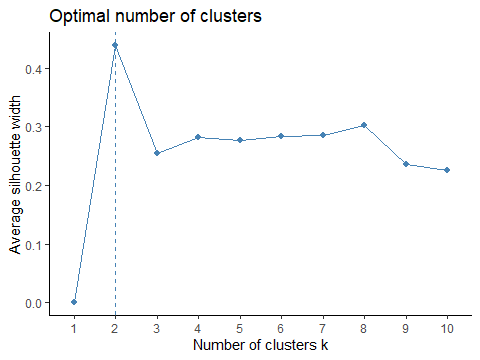 Optimal number of clusters
Average silhouette width
0.4
0.3
0.2
0.1
0.0
1 2 3 4 5 6 7 8 9 10
Number of clusters k